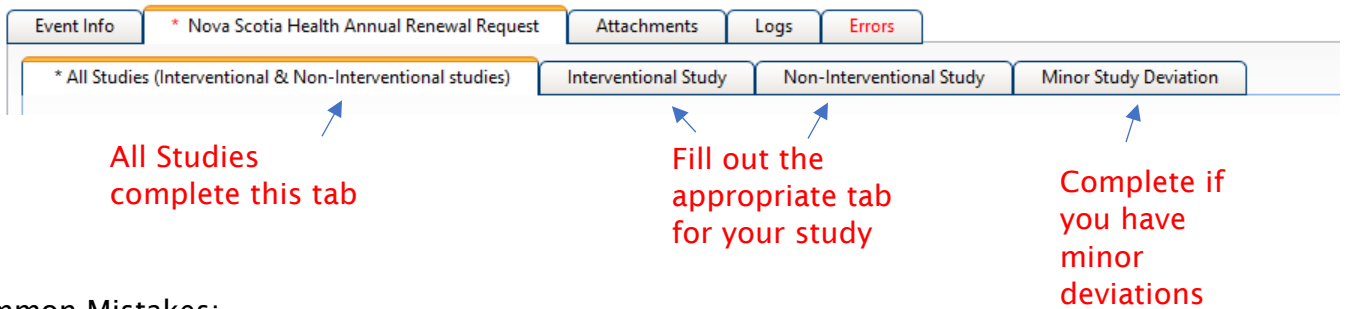 Event Info * Nova Scotia Health Annual Renewal Request Attachments Logs Errors
* All Studies (Interventional & Non-Interventional studies) Interventional Study Non-Interventional Study Minor Study Deviation
All Studies
complete this tab
Fill out the
appropriate tab
for your study
Complete if
you have
minor
deviations
Mistakes: